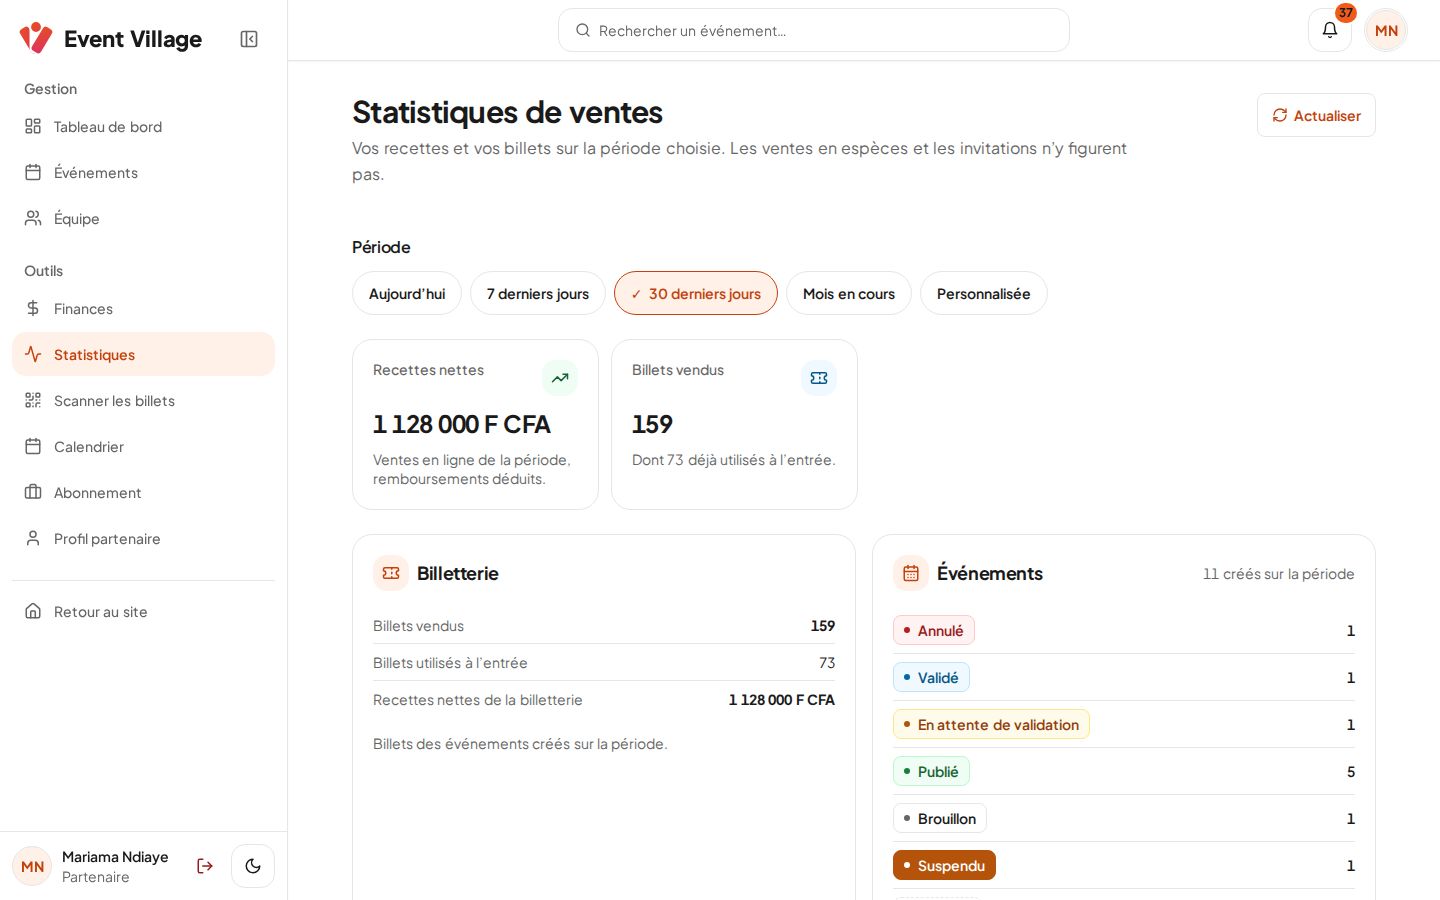 Event Village
Gestion
Tableau de bord
Événements
Équipe
Outils
Finances
Statistiques
Scanner les billets
Calendrier
Abonnement
Profil partenaire
Retour au site
MN
Mariama Ndiaye
Partenaire
Rechercher un événement…
37
MN
Statistiques de ventes
Actualiser
Vos recettes et vos billets sur la période choisie. Les ventes en espèces et les invitations n’y figurent
pas.
Période
Aujourd’hui
7 derniers jours
✓ 30 derniers jours
Mois en cours
Personnalisée
Recettes nettes
1 128 000 F CFA
Ventes en ligne de la période,
remboursements déduits.
Billets vendus
159
Dont 73 déjà utilisés à l’entrée.
Billetterie
Billets vendus 159
Billets utilisés à l’entrée 73
Recettes nettes de la billetterie 1 128 000 F CFA
Billets des événements créés sur la période.
Événements 11 créés sur la période
Annulé 1
Validé 1
En attente de validation 1
Publié 5
Brouillon 1
Suspendu 1